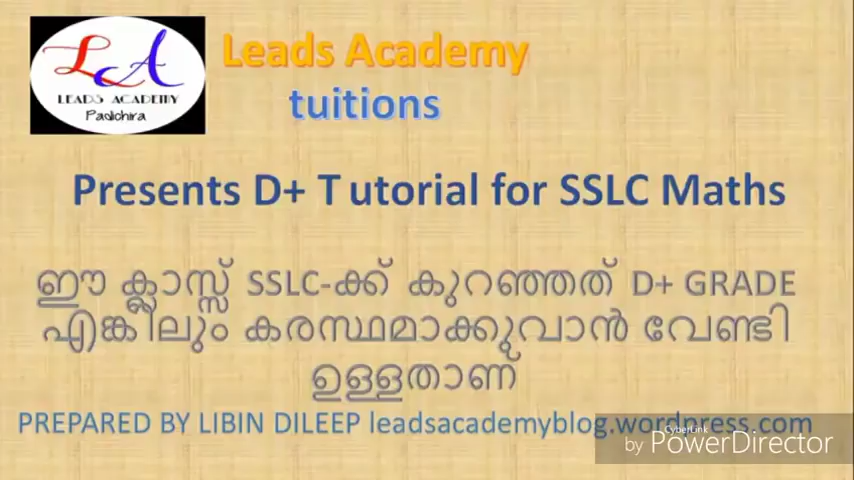 LA
LEADS ACADEMY
Padichira
Leads Academy
tuitions
Presents D+ T utorial for SSLC Maths
ഈ ക്ലാസ്സ് SSLC-ക്ക് കുറഞ്ഞത് D+ GRADE
എങ്കിലും കരസ്ഥമാക്കുവാൻ വേണ്ടി
ഉള്ളതാണ്
PREPARED BY LIBIN DILEEP leadsacademyblog.wordpress.com
CyberLink
by PowerDirector